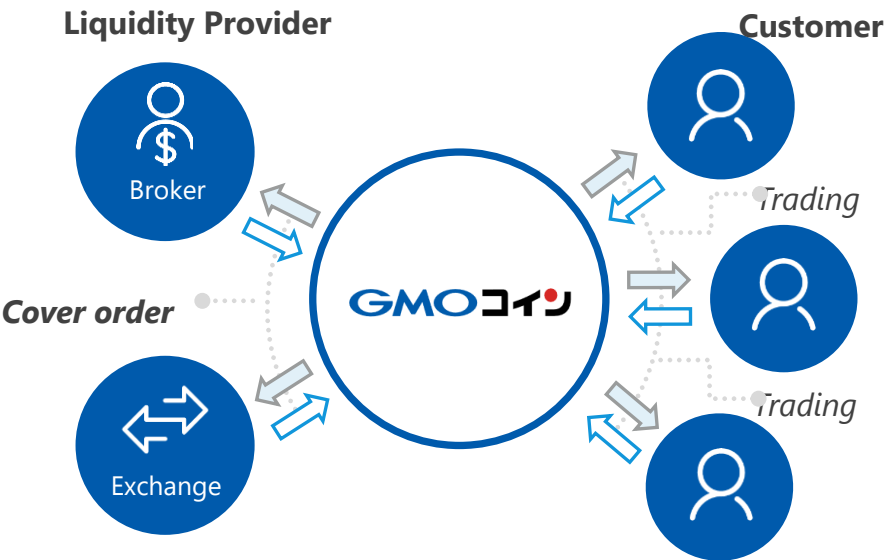 Liquidity Provider
Customer
Broker
Trading
GMOコイン
Cover order
Trading
Exchange